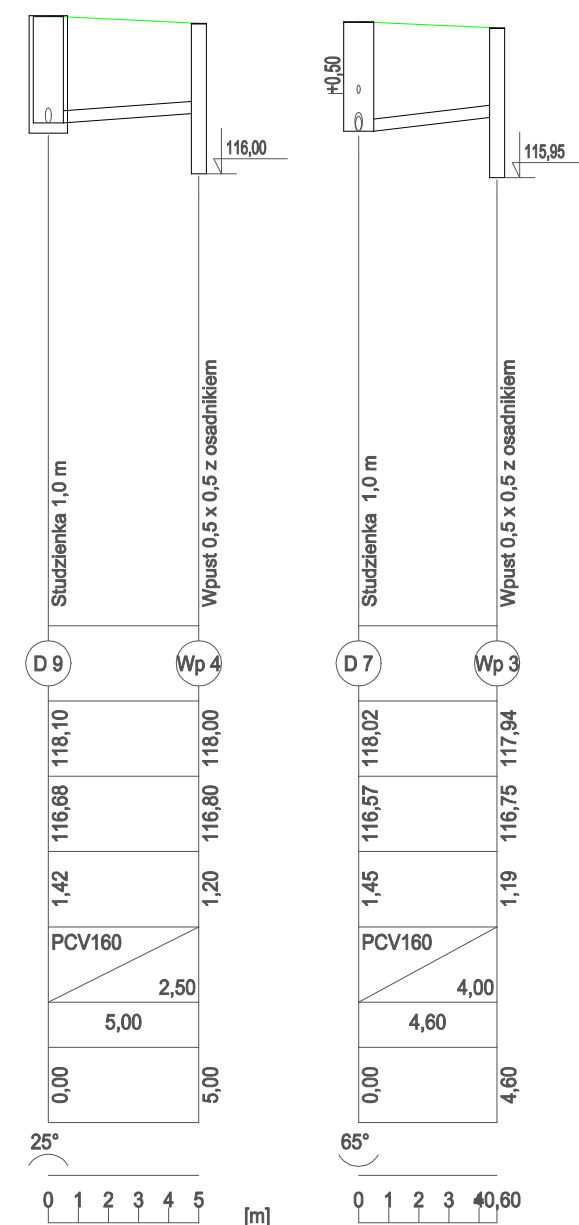 +0,50
116,00
115,95
Studzienka 1,0 m
Wpust 0,5 x 0,5 z osadnikiem
Studzienka 1,0 m
Wpust 0,5 x 0,5 z osadnikiem
D 9
Wp 4
D 7
Wp 3
118,10
118,00
118,02
117,94
116,68
116,80
116,57
116,75
1,42
1,20
1,45
1,19
PCV160
2,50
PCV160
4,00
5,00
4,60
0,00
5,00
0,00
4,60
25°
65°
0 1 2 3 4 5
[m]
0 1 2 3